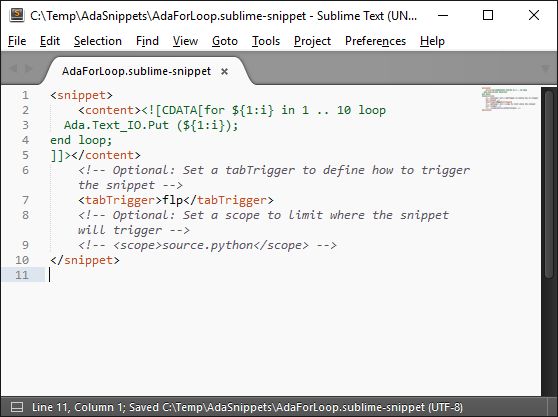 C:\Temp\AdaSnippets\AdaForLoop.sublime-snippet - Sublime Text (UN...
File Edit Selection Find View Goto Tools Project Preferences Help
AdaForLoop.sublime-snippet ×
1 <snippet>
2 <content><![CDATA[for ${1:i} in 1 .. 10 loop
3 Ada.Text_IO.Put (${1:i});
4 end loop;
5 ]]></content>
6 <!-- Optional: Set a tabTrigger to define how to trigger
the snippet -->
7 <tabTrigger>flp</tabTrigger>
8 <!-- Optional: Set a scope to limit where the snippet
will trigger -->
9 <!-- <scope>source.python</scope> -->
10 </snippet>
11
Line 11, Column 1; Saved C:\Temp\AdaSnippets\AdaForLoop.sublime-snippet (UTF-8)